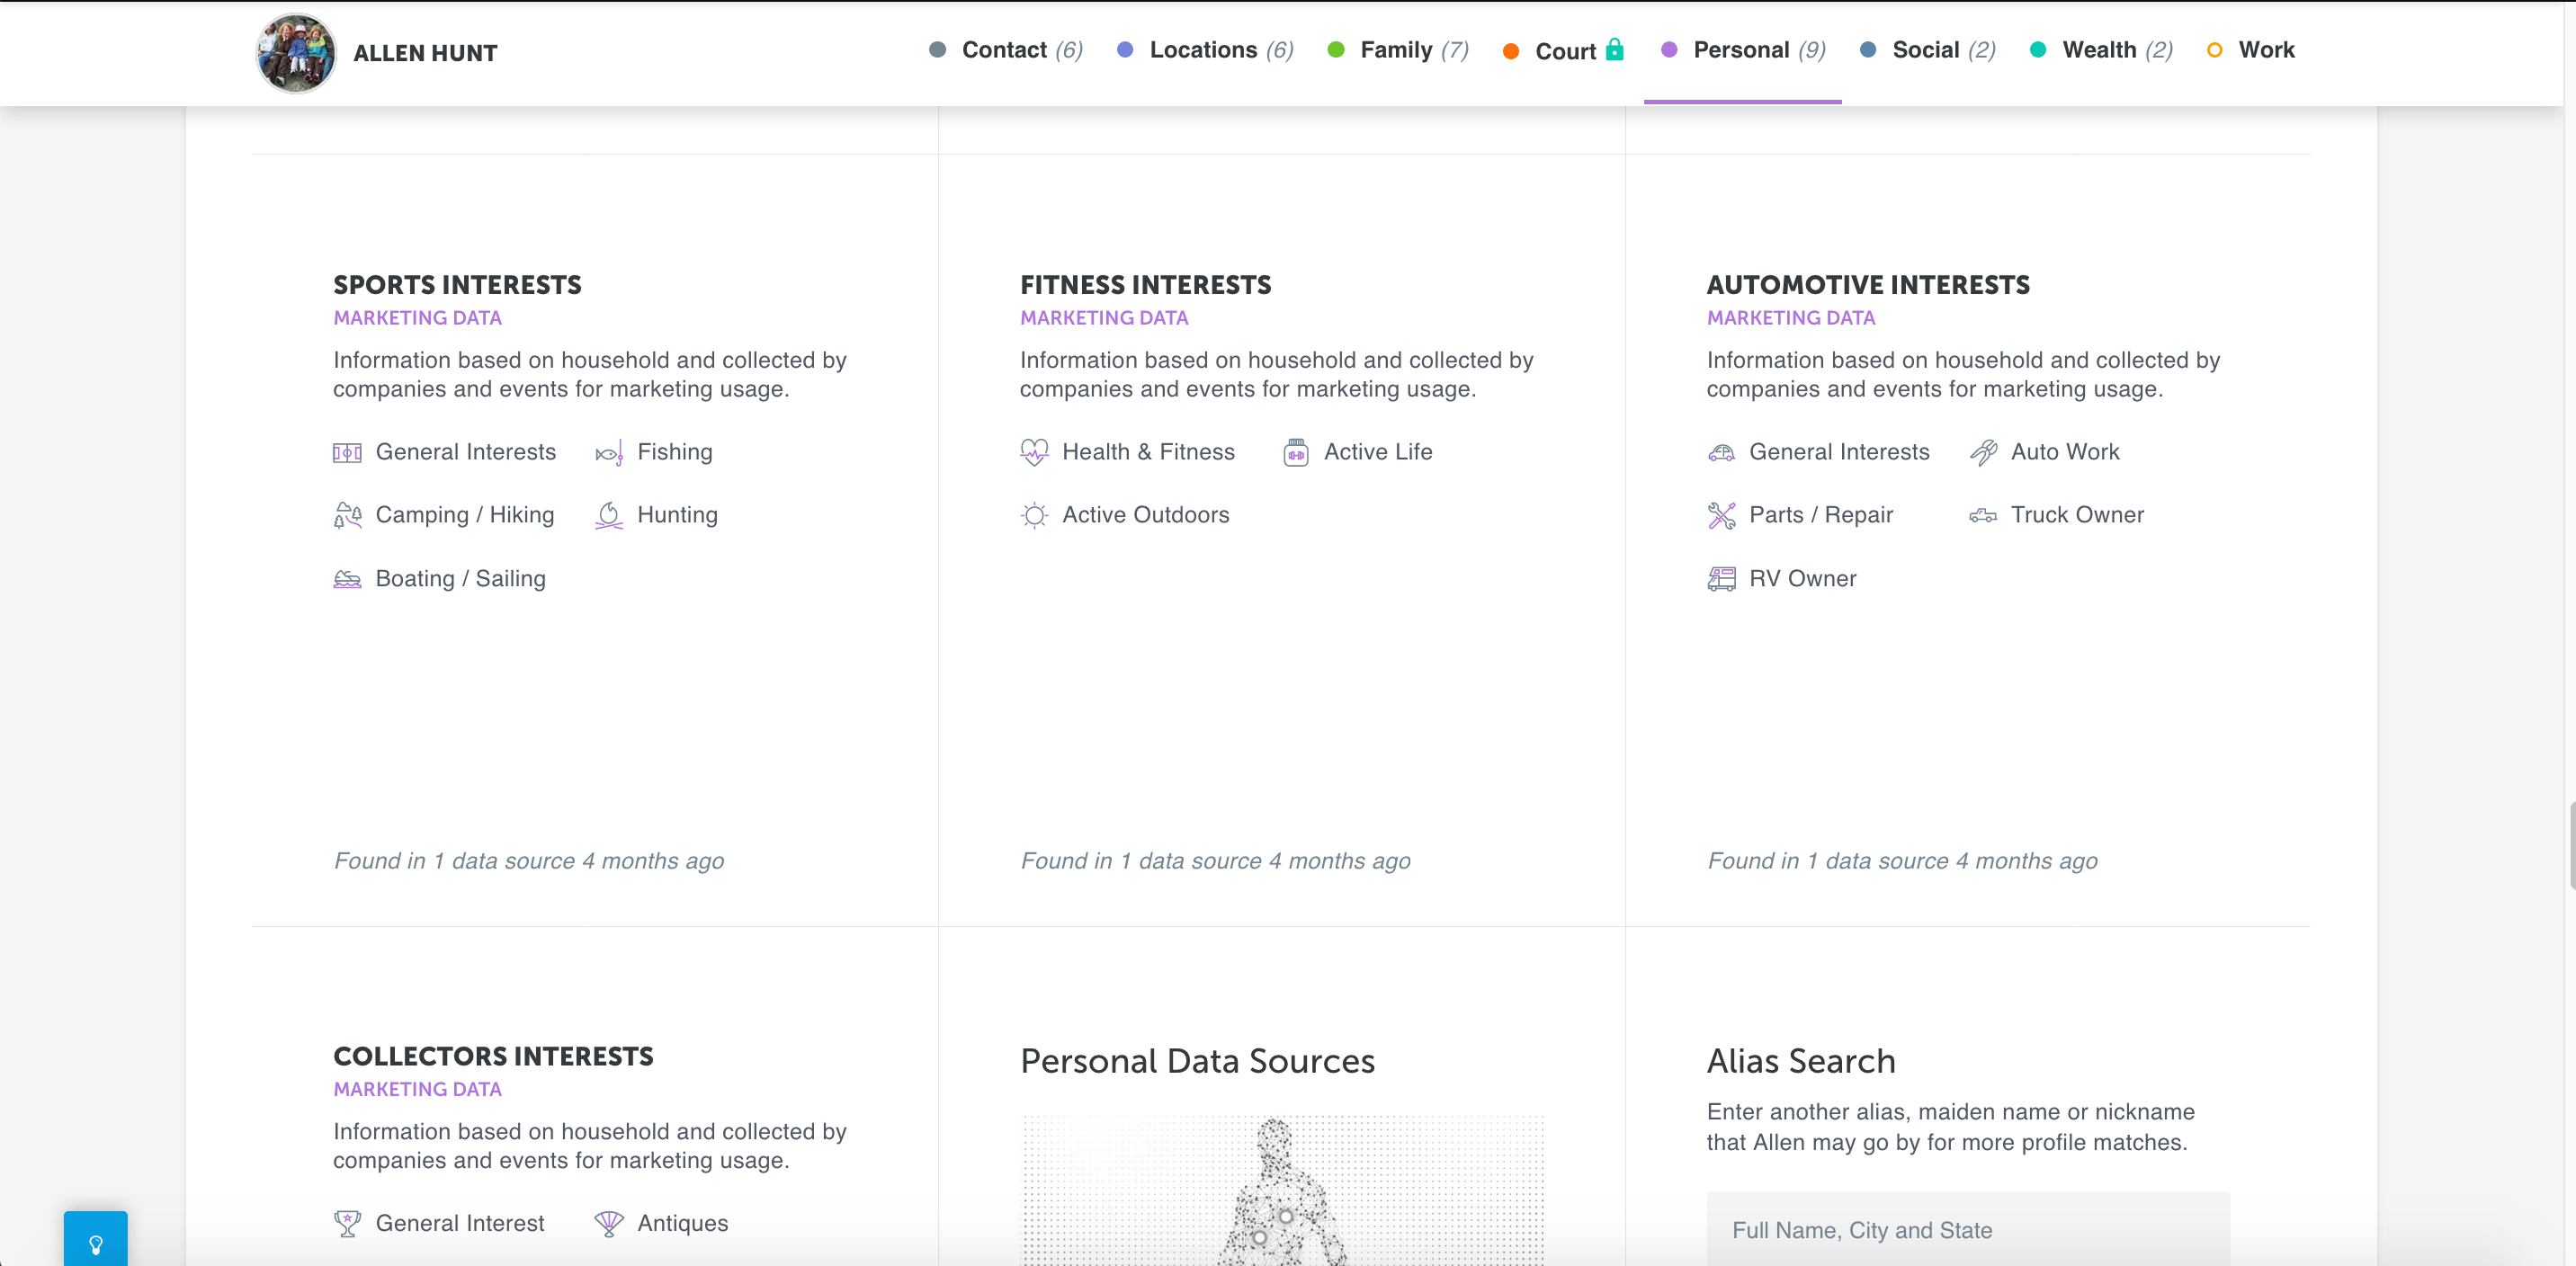 ALLEN HUNT
Contact (6)
Locations (6)
Family (7)
Court
Personal (9)
Social (2)
Wealth (2)
Work
SPORTS INTERESTS
MARKETING DATA
Information based on household and collected by
companies and events for marketing usage.
General Interests
Fishing
Camping / Hiking
Hunting
Boating / Sailing
Found in 1 data source 4 months ago
FITNESS INTERESTS
MARKETING DATA
Information based on household and collected by
companies and events for marketing usage.
Health & Fitness
Active Life
Active Outdoors
Found in 1 data source 4 months ago
AUTOMOTIVE INTERESTS
MARKETING DATA
Information based on household and collected by
companies and events for marketing usage.
General Interests
Auto Work
Parts / Repair
Truck Owner
RV Owner
Found in 1 data source 4 months ago
COLLECTORS INTERESTS
MARKETING DATA
Information based on household and collected by
companies and events for marketing usage.
General Interest
Antiques
Personal Data Sources
Alias Search
Enter another alias, maiden name or nickname
that Allen may go by for more profile matches.
Full Name, City and State